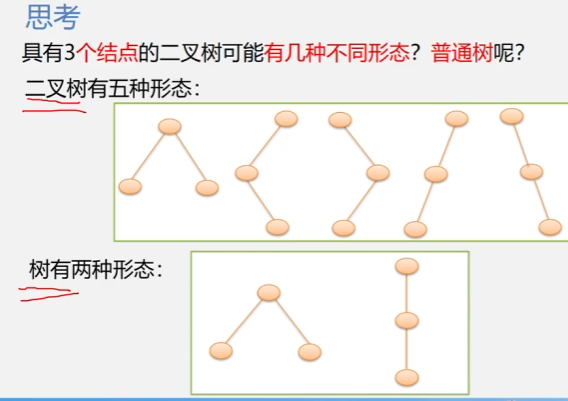 思考
具有3个结点的二叉树可能有几种不同形态？普通树呢？
二叉树有五种形态：
树有两种形态：